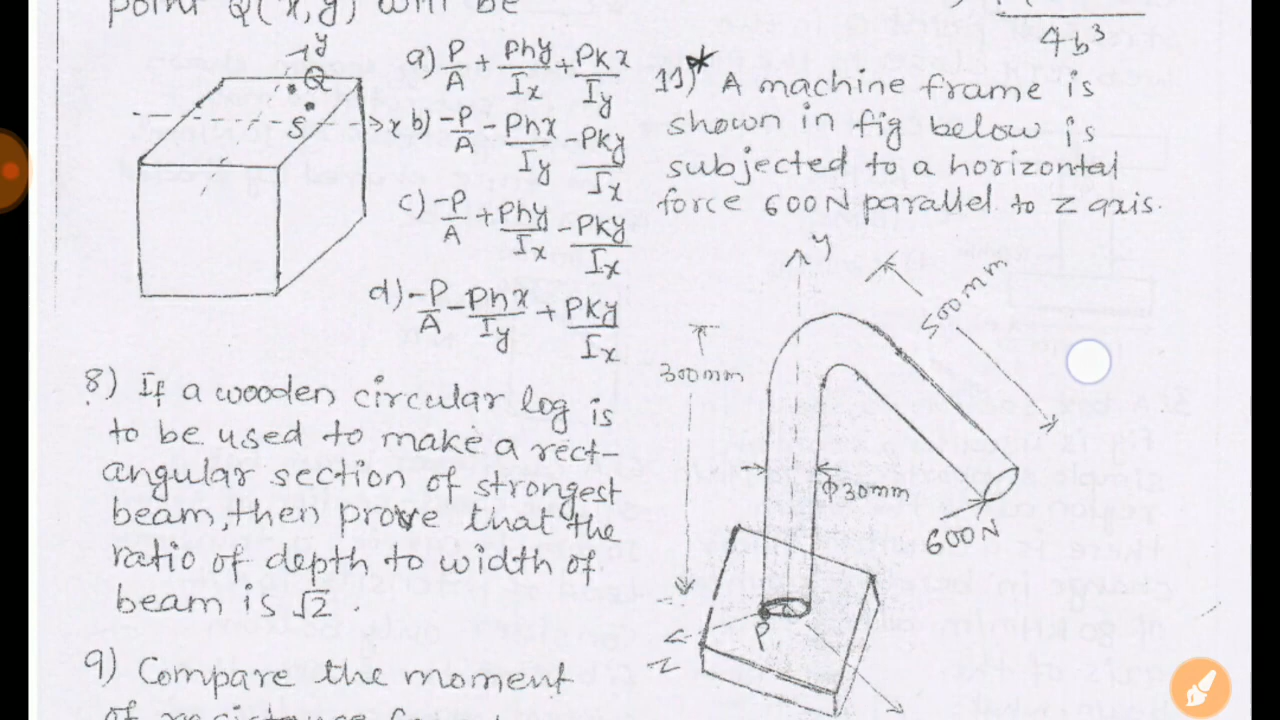 point Q(x,y) will be
y
Q
S
x
a) P/A + Phy/Ix + Pkx/Iy
b) -P/A - Phx/Iy - Pky/Ix
c) -P/A + Phy/Ix - Pky/Ix
d) -P/A - Phx/Iy + Pky/Ix
8) If a wooden circular log is
to be used to make a rect-
angular section of strongest
beam, then prove that the
ratio of depth to width of
beam is √2.
9) Compare the moment
4b³
11)* A machine frame is
shown in fig below is
subjected to a horizontal
force 600N parallel to Z axis.
y
500mm
300mm
Φ30mm
600N
P
Z